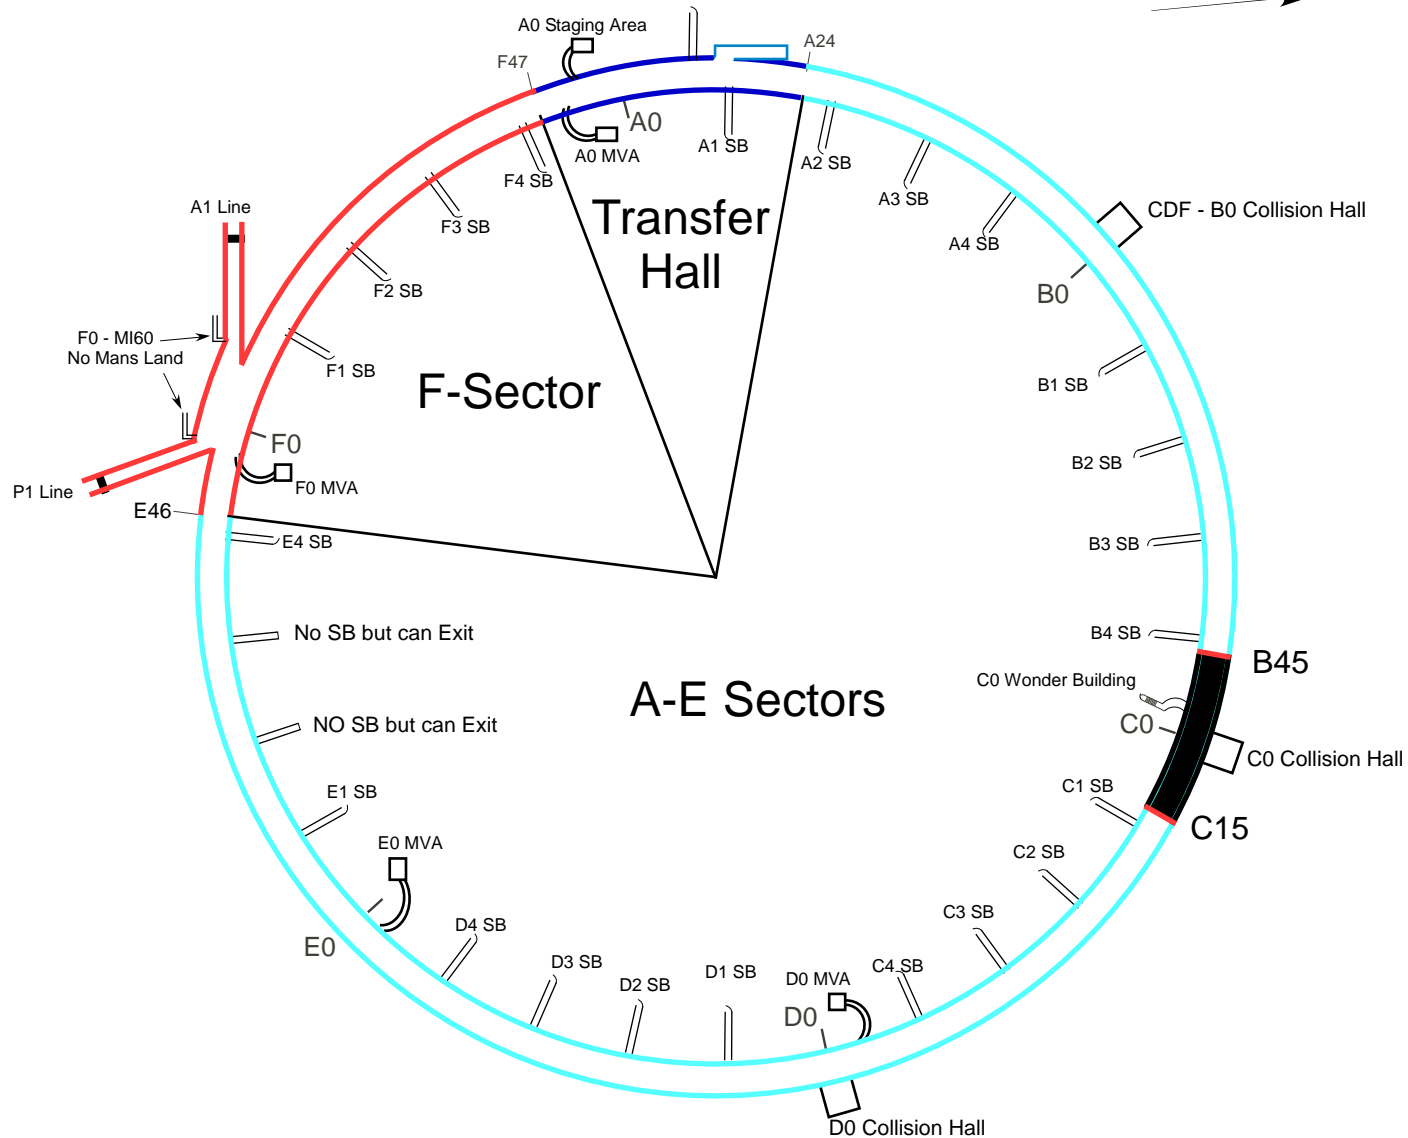 A0 Staging Area
F47
A24
A0
A0 MVA
A1 SB
A2 SB
F4 SB
A3 SB
F3 SB
A4 SB
Transfer
Hall
CDF - B0 Collision Hall
A1 Line
F2 SB
B0
F0 - MI60
No Mans Land
F1 SB
F-Sector
B1 SB
F0
B2 SB
F0 MVA
P1 Line
E46
E4 SB
B3 SB
No SB but can Exit
B4 SB
B45
C0 Wonder Building
A-E Sectors
NO SB but can Exit
C0
C0 Collision Hall
E1 SB
C1 SB
C15
E0 MVA
C2 SB
C3 SB
D4 SB
E0
D3 SB
C4 SB
D1 SB
D0 MVA
D2 SB
D0
D0 Collision Hall